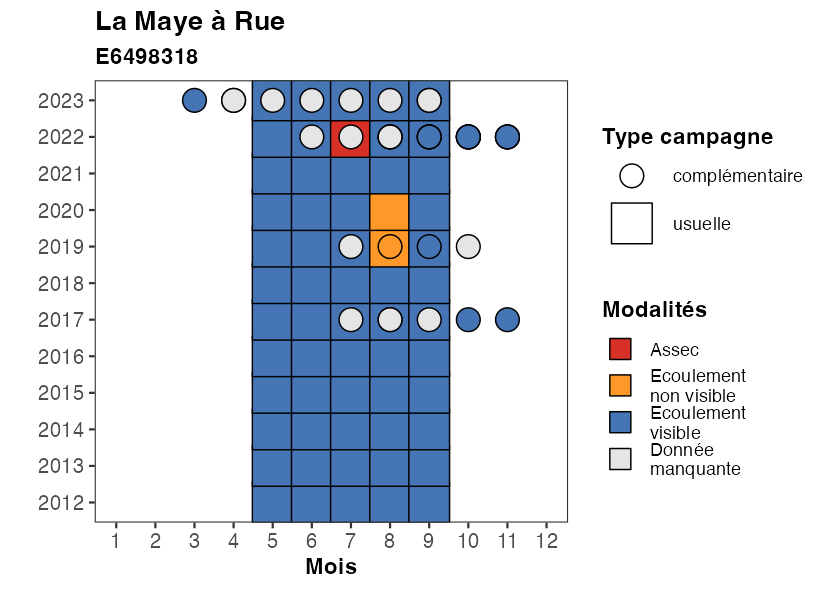 La Maye à Rue
E6498318
2023
2022
2021
2020
2019
2018
2017
2016
2015
2014
2013
2012
1 2 3 4 5 6 7 8 9 10 11 12
Mois
Type campagne
complémentaire
usuelle
Modalités
Assec
Ecoulement
non visible
Ecoulement
visible
Donnée
manquante